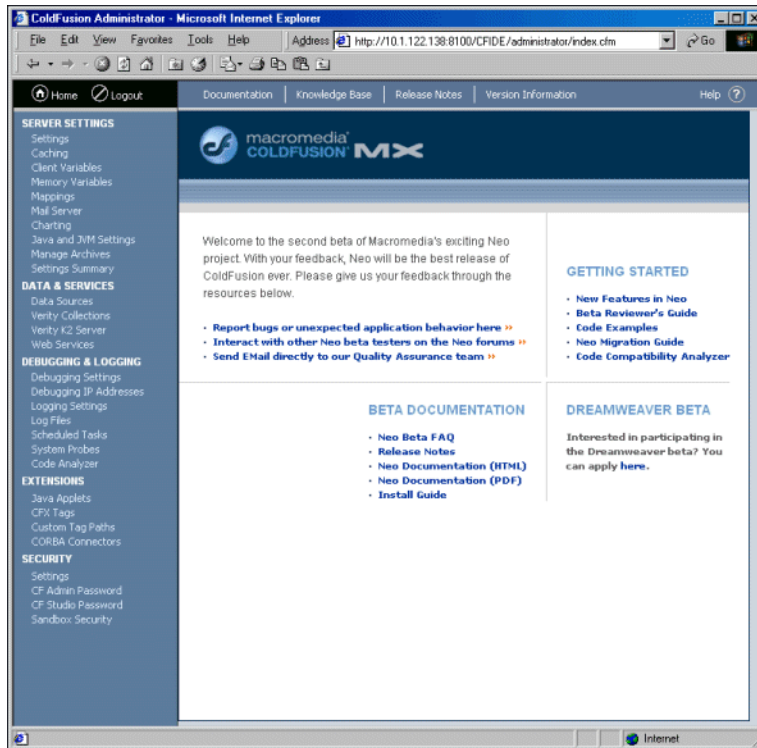 ColdFusion Administrator - Microsoft Internet Explorer
File Edit View Favorites Tools Help Address http://10.1.122.138:8100/CFIDE/administrator/index.cfm Go
Home Logout Documentation Knowledge Base Release Notes Version Information Help ?
SERVER SETTINGS
Settings
Caching
Client Variables
Memory Variables
Mappings
Mail Server
Charting
Java and JVM Settings
Manage Archives
Settings Summary
DATA & SERVICES
Data Sources
Verity Collections
Verity K2 Server
Web Services
DEBUGGING & LOGGING
Debugging Settings
Debugging IP Addresses
Logging Settings
Log Files
Scheduled Tasks
System Probes
Code Analyzer
EXTENSIONS
Java Applets
CFX Tags
Custom Tag Paths
CORBA Connectors
SECURITY
Settings
CF Admin Password
CF Studio Password
Sandbox Security
cf
macromedia
COLDFUSION MX
Welcome to the second beta of Macromedia's exciting Neo
project. With your feedback, Neo will be the best release of
ColdFusion ever. Please give us your feedback through the
resources below.
· Report bugs or unexpected application behavior here »
· Interact with other Neo beta testers on the Neo forums »
· Send EMail directly to our Quality Assurance team »
GETTING STARTED
· New Features in Neo
· Beta Reviewer's Guide
· Code Examples
· Neo Migration Guide
· Code Compatibility Analyzer
BETA DOCUMENTATION
· Neo Beta FAQ
· Release Notes
· Neo Documentation (HTML)
· Neo Documentation (PDF)
· Install Guide
DREAMWEAVER BETA
Interested in participating in
the Dreamweaver beta? You
can apply here.
Internet